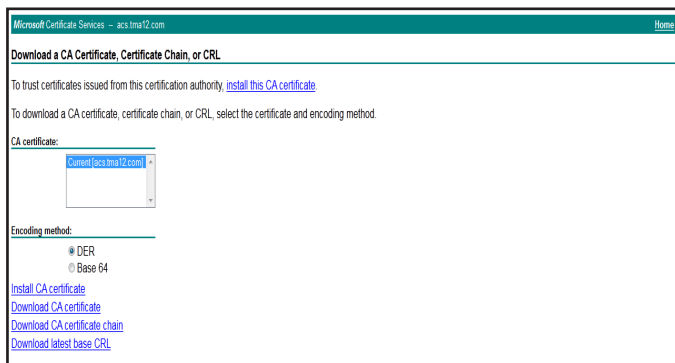 Microsoft Certificate Services -- acs.tma12.com Home
Download a CA Certificate, Certificate Chain, or CRL
To trust certificates issued from this certification authority, install this CA certificate.
To download a CA certificate, certificate chain, or CRL, select the certificate and encoding method.
CA certificate:
Current [acs.tma12.com]
Encoding method:
DER
Base 64
Install CA certificate
Download CA certificate
Download CA certificate chain
Download latest base CRL